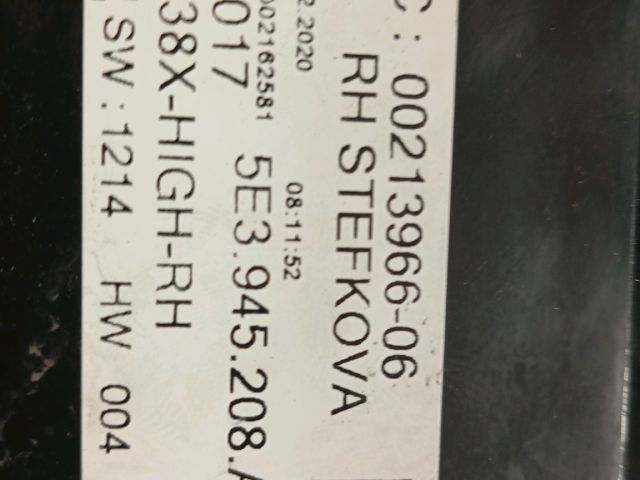 C : 00213966-06
RH STEFKOVA
2.2020 08:11:52
002162581
017 5E3.945.208.A
38X-HIGH-RH
SW : 1214 HW 004